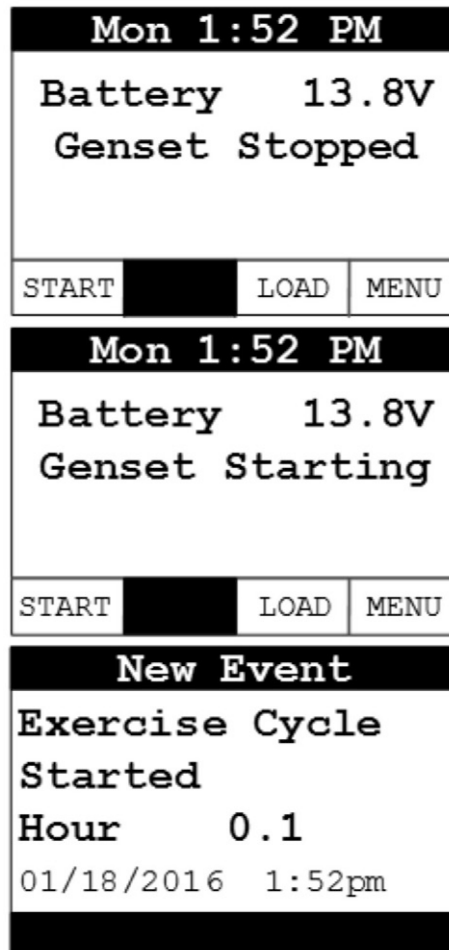 Mon 1:52 PM
Battery 13.8V
Genset Stopped
START LOAD MENU
Mon 1:52 PM
Battery 13.8V
Genset Starting
START LOAD MENU
New Event
Exercise Cycle
Started
Hour 0.1
01/18/2016 1:52pm